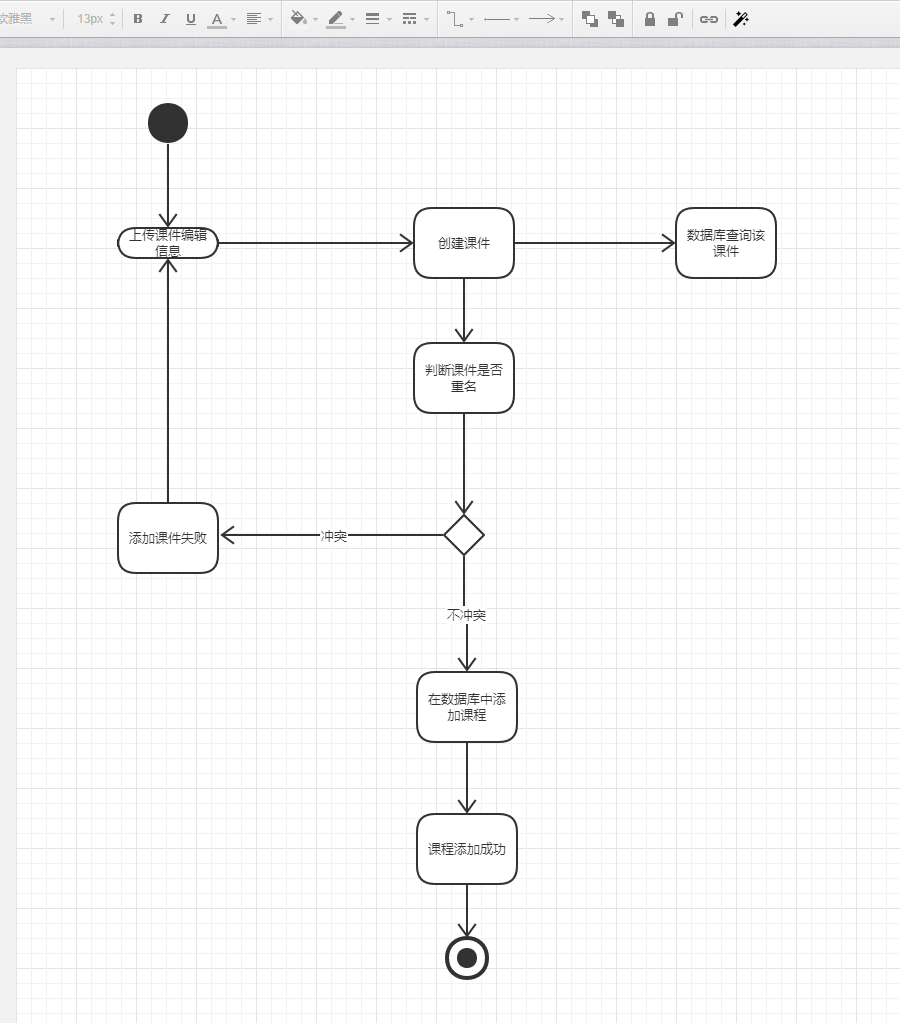 软雅黑
13px
B
I
U
A
上传课件编辑
信息
创建课件
数据库查询该
课件
判断课件是否
重名
添加课件失败
冲突
不冲突
在数据库中添
加课程
课程添加成功